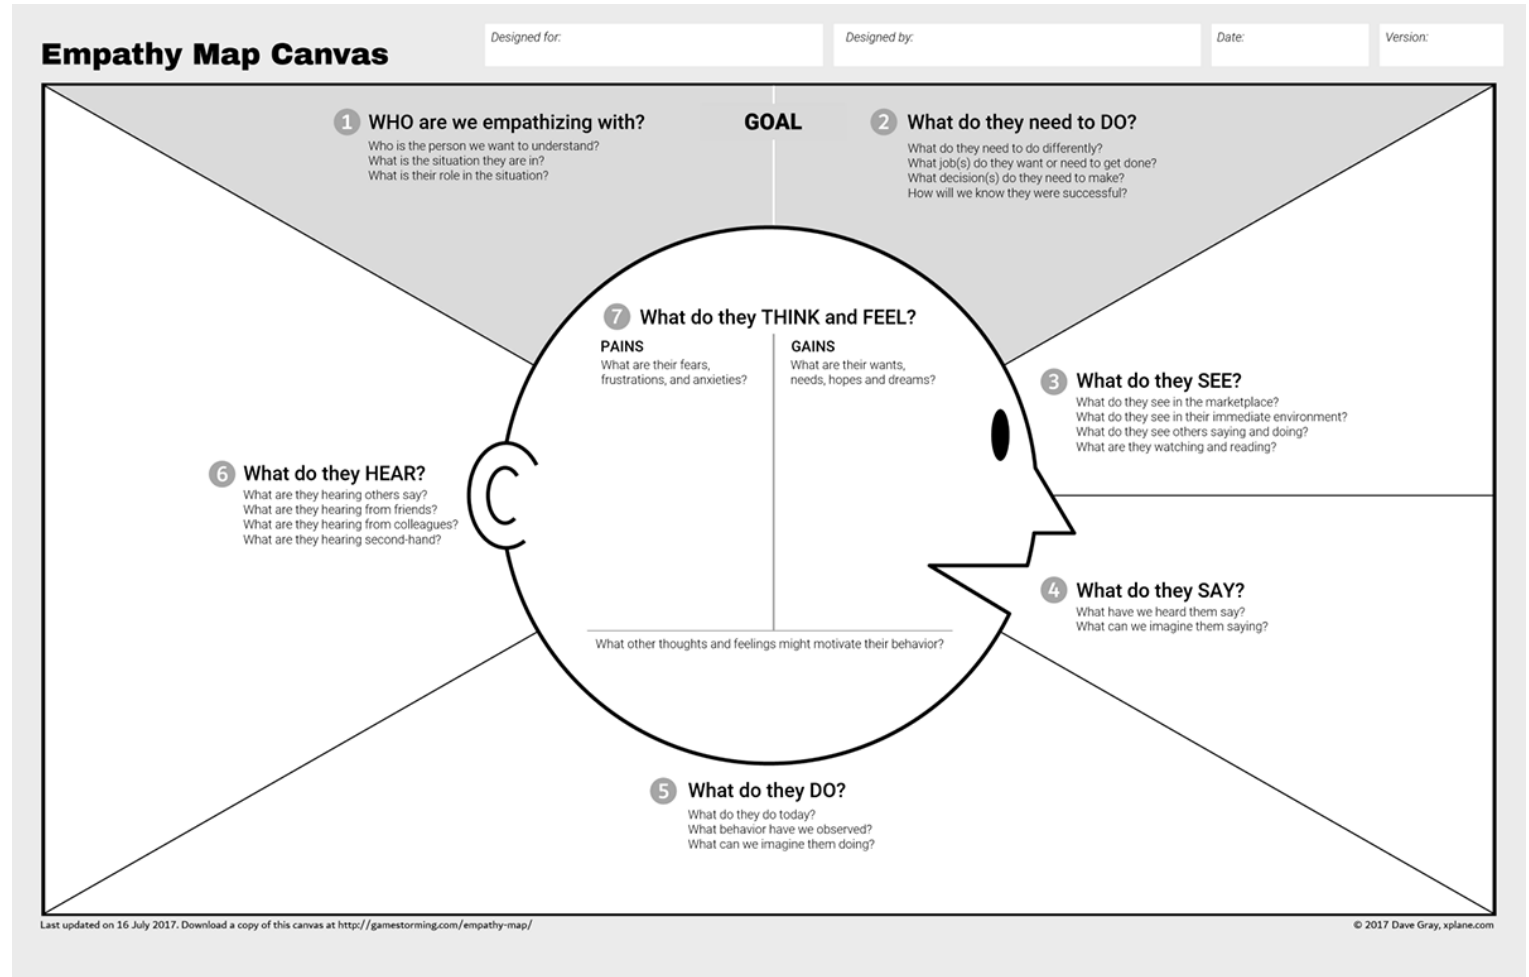 Empathy Map Canvas
Designed for:
Designed by:
Date:
Version:
1 WHO are we empathizing with?
Who is the person we want to understand?
What is the situation they are in?
What is their role in the situation?
GOAL
2 What do they need to DO?
What do they need to do differently?
What job(s) do they want or need to get done?
What decision(s) do they need to make?
How will we know they were successful?
7 What do they THINK and FEEL?
PAINS
What are their fears,
frustrations, and anxieties?
GAINS
What are their wants,
needs, hopes and dreams?
What other thoughts and feelings might motivate their behavior?
3 What do they SEE?
What do they see in the marketplace?
What do they see in their immediate environment?
What do they see others saying and doing?
What are they watching and reading?
4 What do they SAY?
What have we heard them say?
What can we imagine them saying?
5 What do they DO?
What do they do today?
What behavior have we observed?
What can we imagine them doing?
6 What do they HEAR?
What are they hearing others say?
What are they hearing from friends?
What are they hearing from colleagues?
What are they hearing second-hand?
Last updated on 16 July 2017. Download a copy of this canvas at http://gamestorming.com/empathy-map/
© 2017 Dave Gray, xplane.com